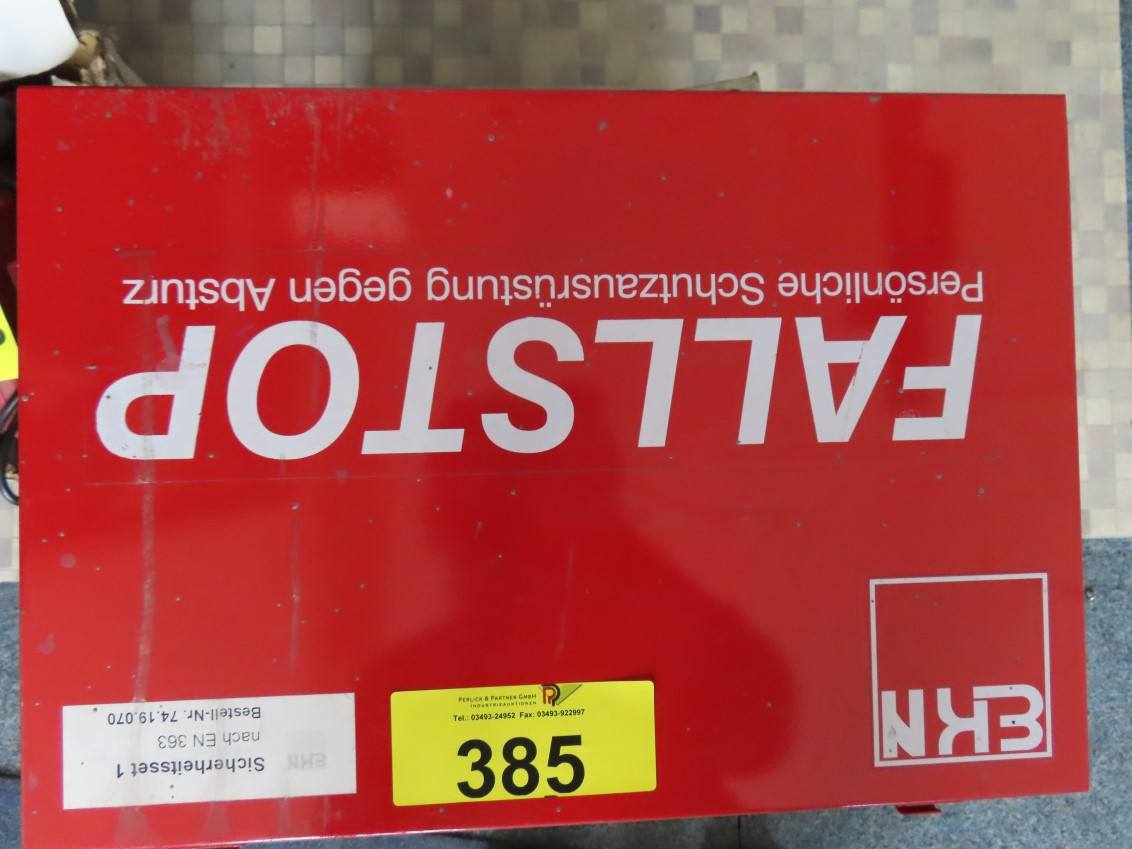 EKN
Sicherheitsset 1
nach EN 363
Bestell-Nr. 74.19.070
FALLSTOP
Persönliche Schutzausrüstung gegen Absturz
PERLICK & PARTNER GMBH
INDUSTRIEAUKTIONEN
Tel.: 03493-24952 Fax: 03493-922997
385